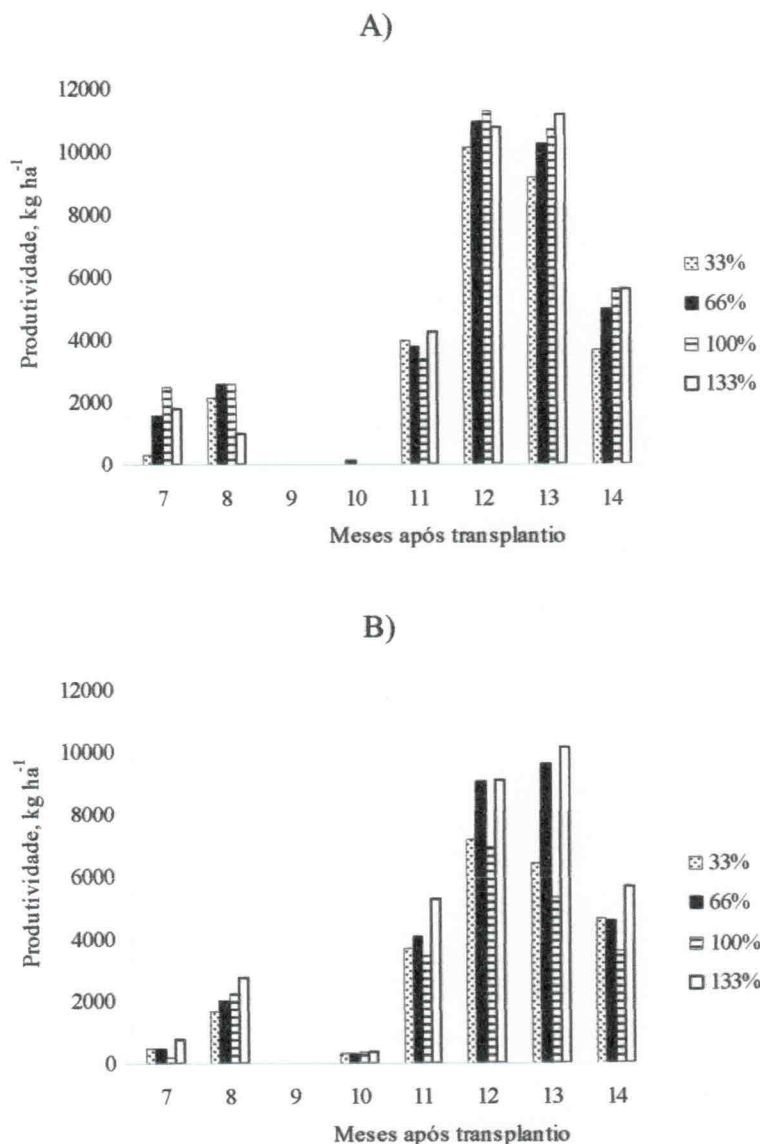 A)
12000
10000
8000
6000
4000
2000
0
Produtividade, kg ha⁻¹
7 8 9 10 11 12 13 14
Meses após transplantio
33%
66%
100%
133%
B)
12000
10000
8000
6000
4000
2000
0
Produtividade, kg ha⁻¹
7 8 9 10 11 12 13 14
Meses após transplantio
33%
66%
100%
133%